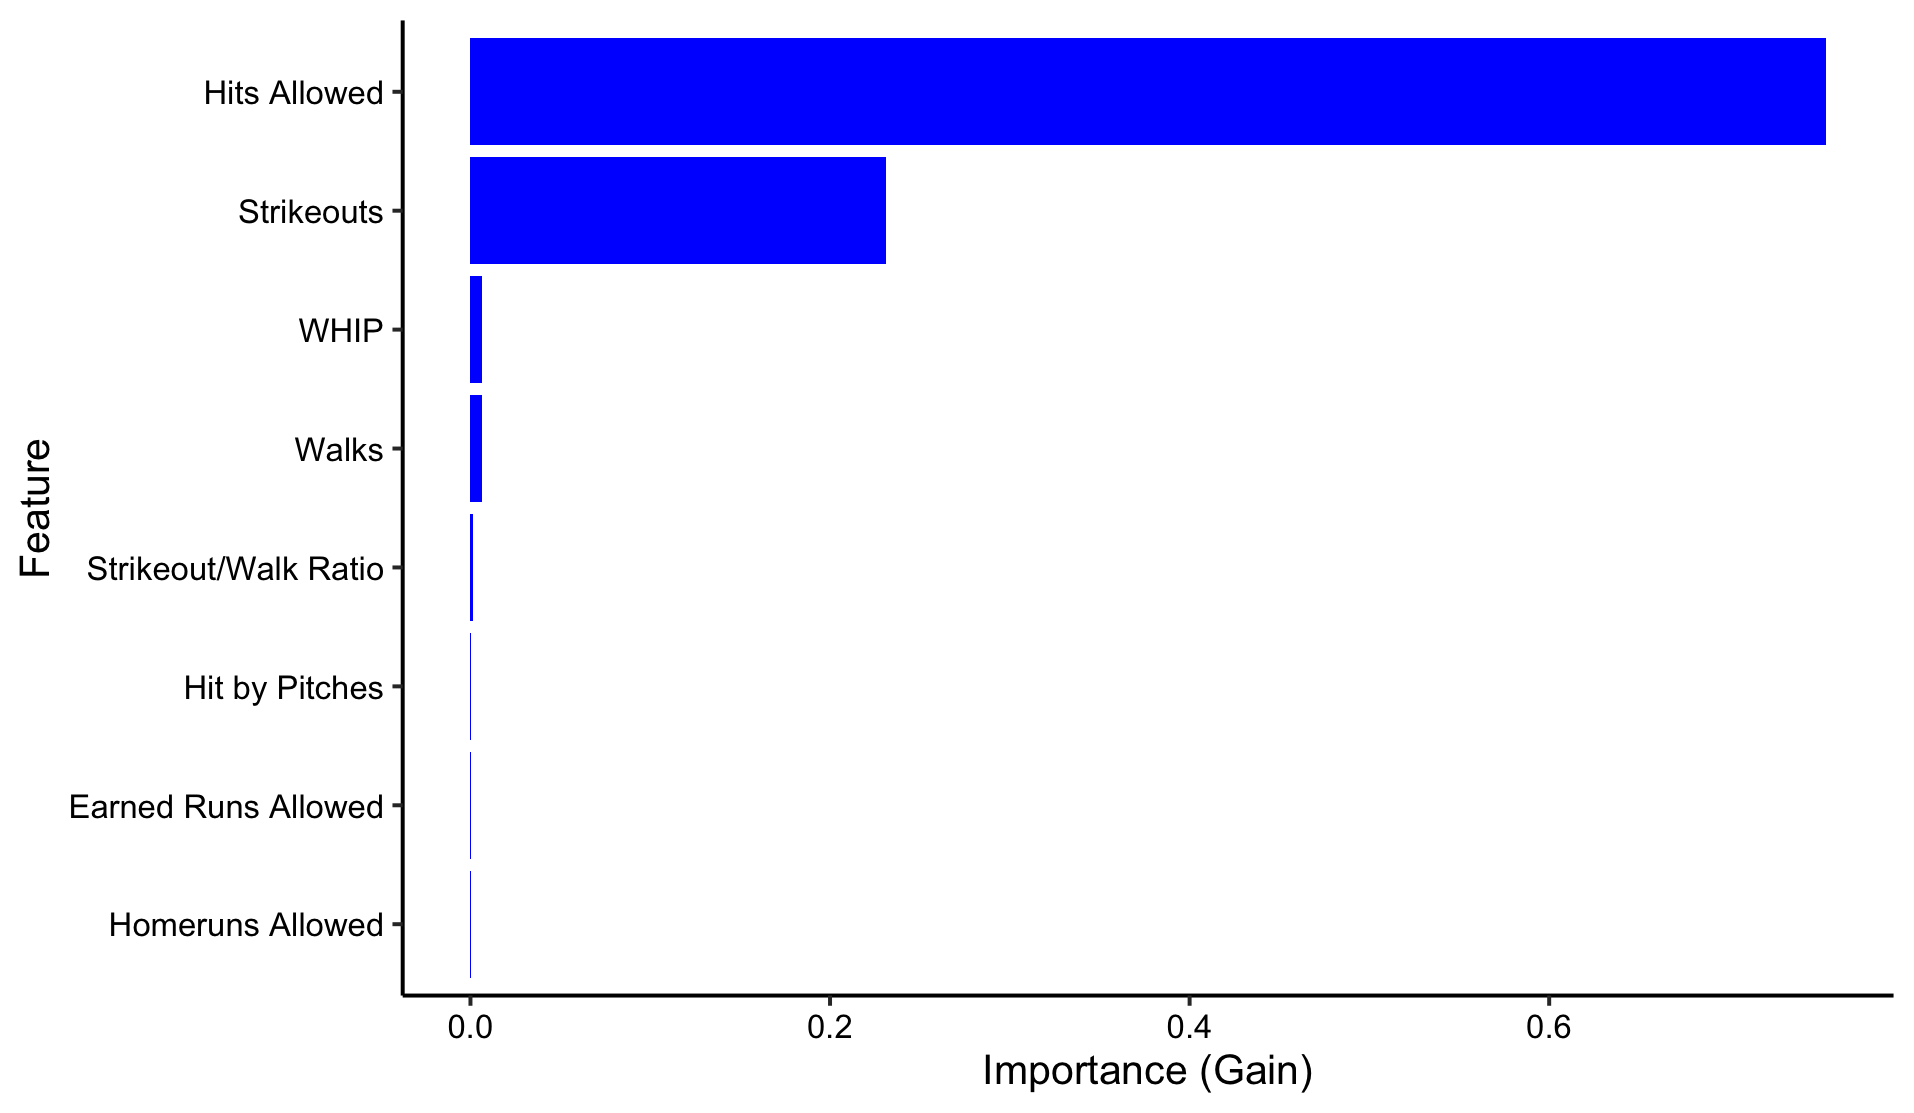 Hits Allowed
Strikeouts
WHIP
Walks
Strikeout/Walk Ratio
Hit by Pitches
Earned Runs Allowed
Homeruns Allowed
Feature
0.0 0.2 0.4 0.6
Importance (Gain)